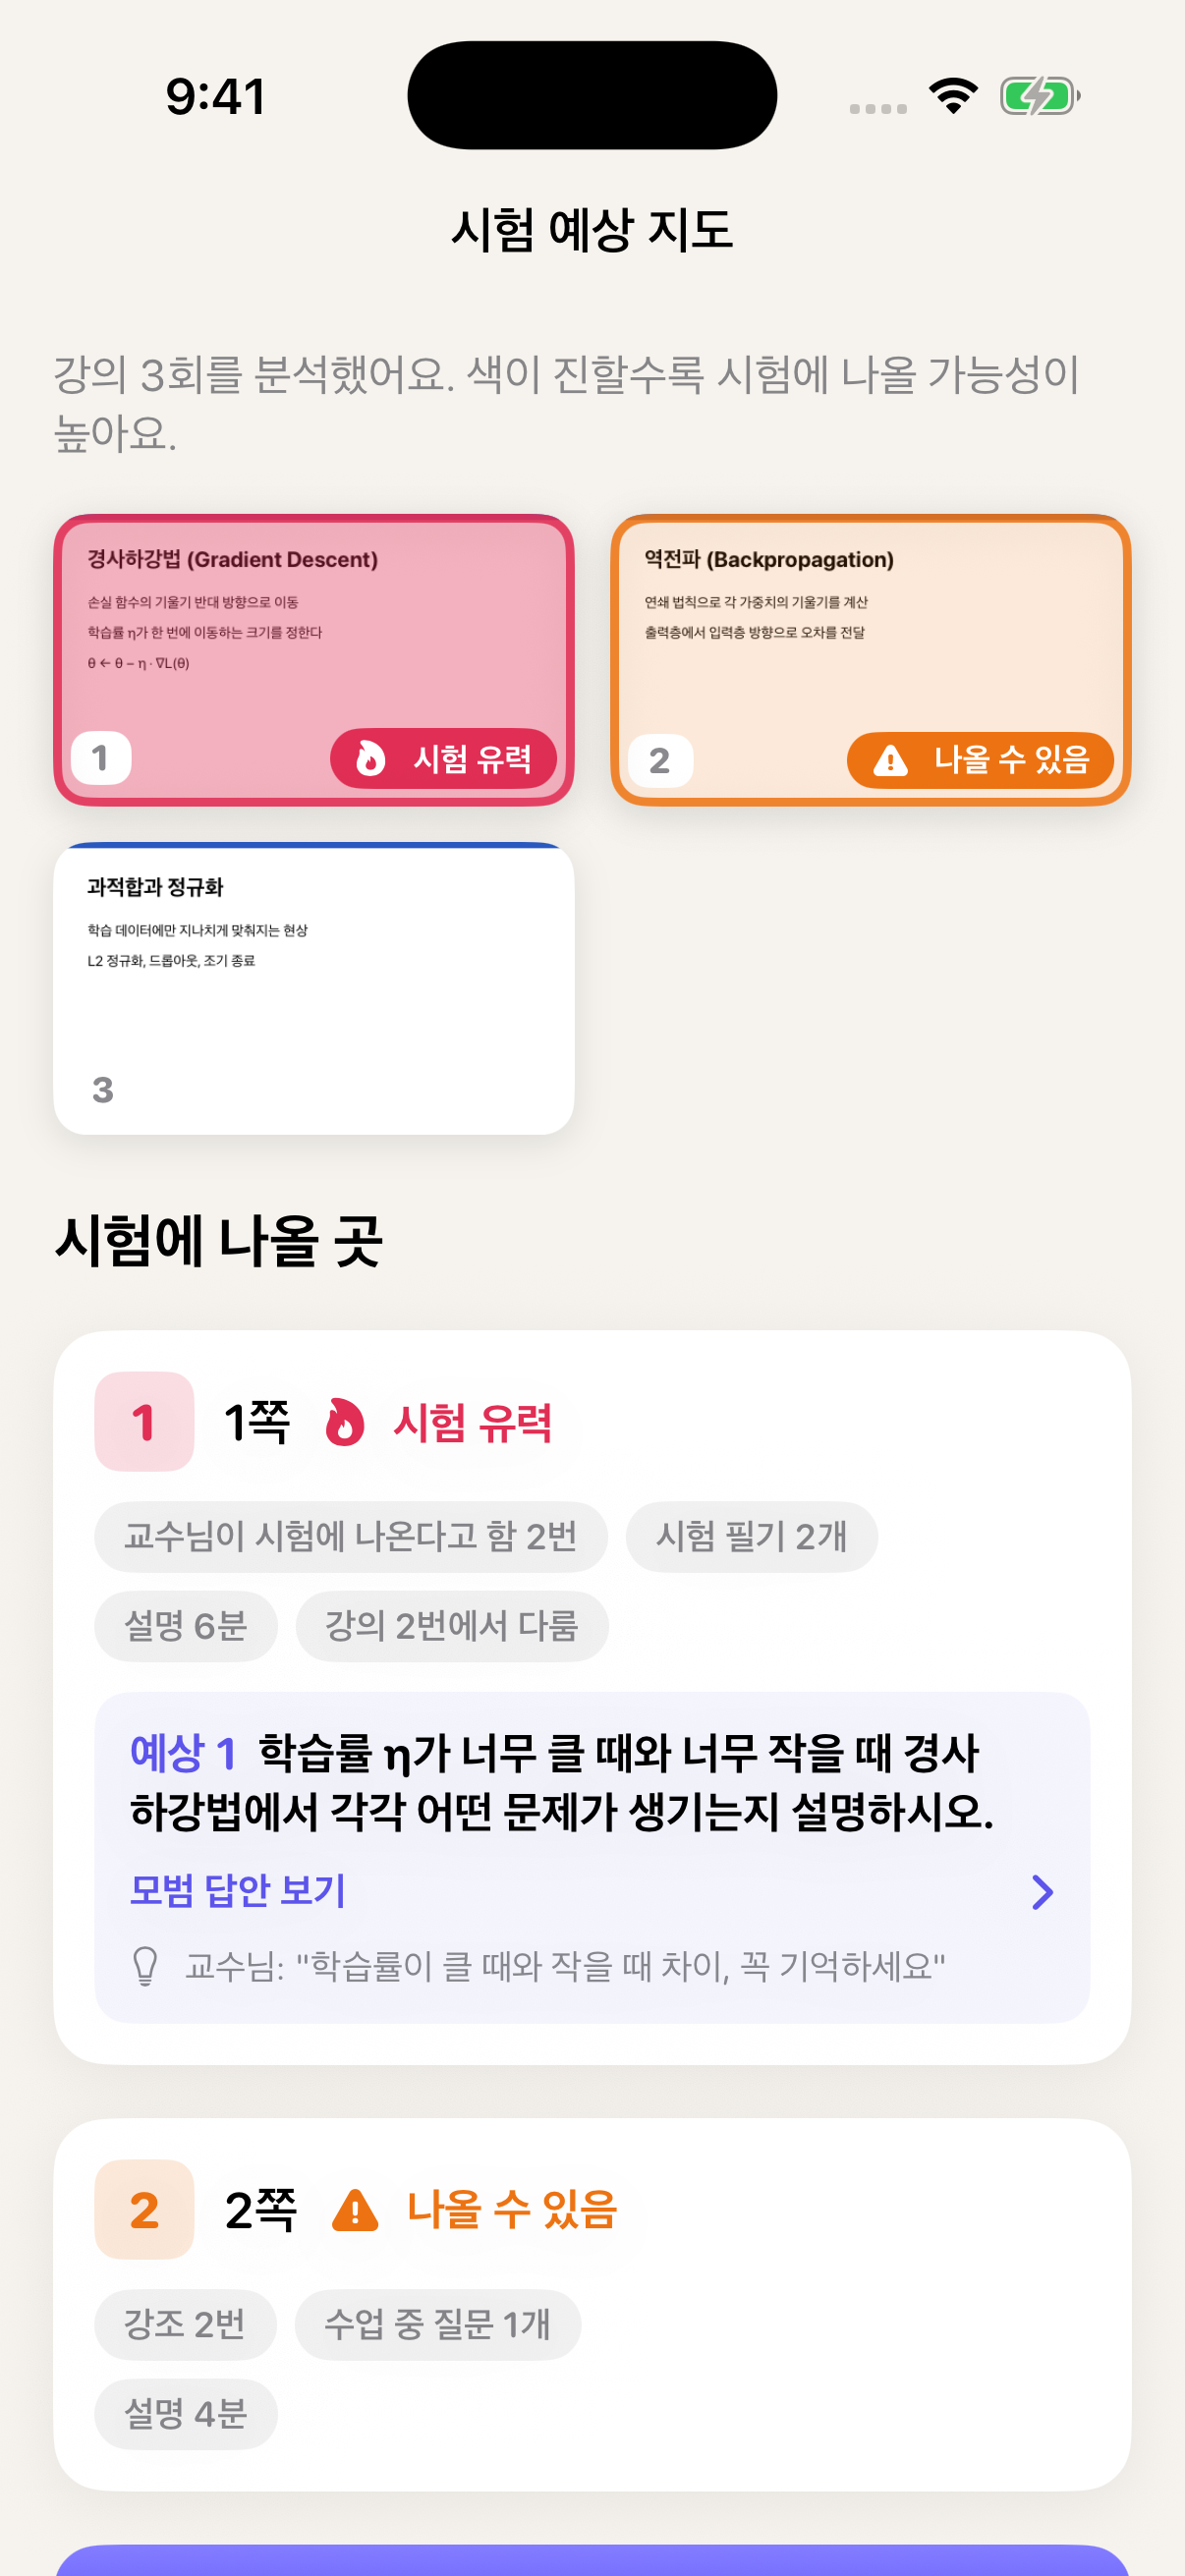 9:41
시험 예상 지도
강의 3회를 분석했어요. 색이 진할수록 시험에 나올 가능성이
높아요.
경사하강법 (Gradient Descent)
손실 함수의 기울기 반대 방향으로 이동
학습률 η가 한 번에 이동하는 크기를 정한다
θ ← θ − η · ∇L(θ)
1
시험 유력
역전파 (Backpropagation)
연쇄 법칙으로 각 가중치의 기울기를 계산
출력층에서 입력층 방향으로 오차를 전달
2
나올 수 있음
과적합과 정규화
학습 데이터에만 지나치게 맞춰지는 현상
L2 정규화, 드롭아웃, 조기 종료
3
시험에 나올 곳
1 1쪽 시험 유력
교수님이 시험에 나온다고 함 2번 시험 필기 2개
설명 6분 강의 2번에서 다룸
예상 1 학습률 η가 너무 클 때와 너무 작을 때 경사
하강법에서 각각 어떤 문제가 생기는지 설명하시오.
모범 답안 보기
교수님: "학습률이 클 때와 작을 때 차이, 꼭 기억하세요"
2 2쪽 나올 수 있음
강조 2번 수업 중 질문 1개
설명 4분